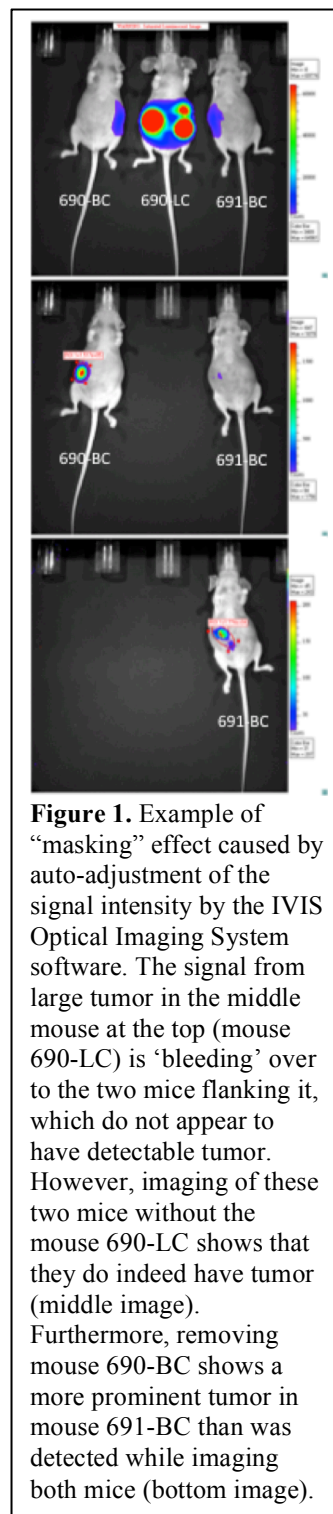 690-BC
690-LC
691-BC
690-BC
691-BC
691-BC
Figure 1. Example of
“masking” effect caused by
auto-adjustment of the
signal intensity by the IVIS
Optical Imaging System
software. The signal from
large tumor in the middle
mouse at the top (mouse
690-LC) is ‘bleeding’ over
to the two mice flanking it,
which do not appear to
have detectable tumor.
However, imaging of these
two mice without the
mouse 690-LC shows that
they do indeed have tumor
(middle image).
Furthermore, removing
mouse 690-BC shows a
more prominent tumor in
mouse 691-BC than was
detected while imaging
both mice (bottom image).